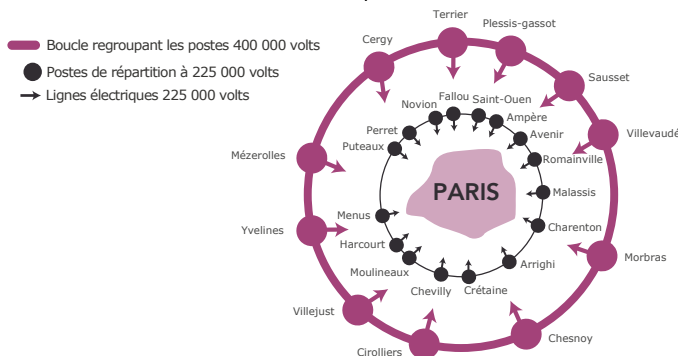 Boucle regroupant les postes 400 000 volts
Postes de répartition à 225 000 volts
Lignes électriques 225 000 volts
Terrier
Plessis-gassot
Cergy
Sausset
Villevaudé
Mézerolles
Yvelines
Morbras
Villejust
Chesnoy
Cirolliers
Fallou
Saint-Ouen
Novion
Ampère
Perret
Avenir
Puteaux
Romainville
PARIS
Malassis
Menus
Charenton
Harcourt
Arrighi
Moulineaux
Chevilly
Crétaine